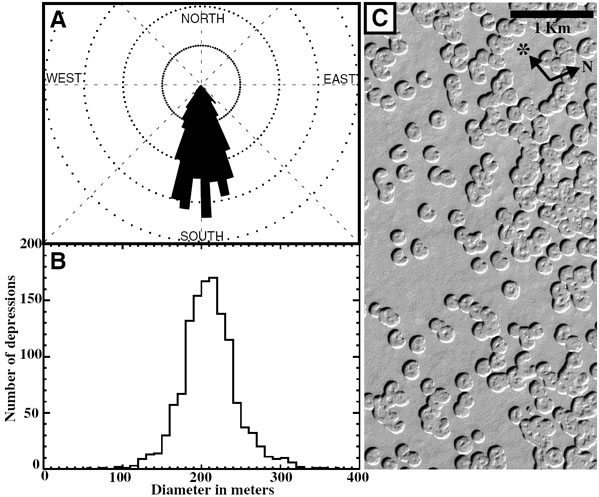 A
NORTH
WEST
EAST
SOUTH
B
200
150
100
50
0
Number of depressions
0 100 200 300 400
Diameter in meters
C
1 Km
*
N